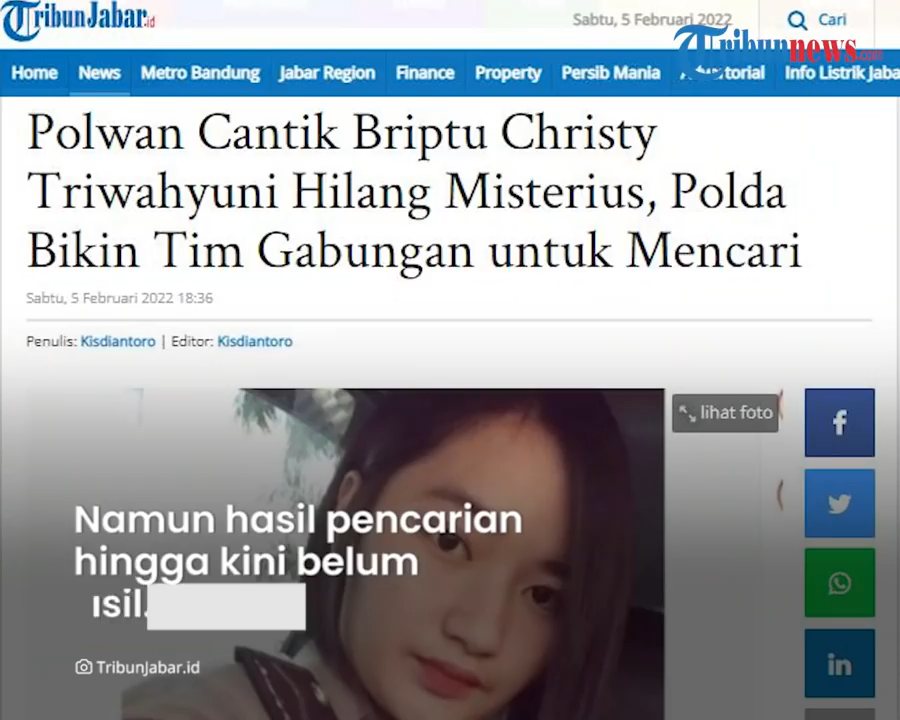 TribunJabar.id
Sabtu, 5 Februari 2022
Cari
Tribunnews.com
Home News Metro Bandung Jabar Region Finance Property Persib Mania Info Listrik Jaba
Polwan Cantik Briptu Christy
Triwahyuni Hilang Misterius, Polda
Bikin Tim Gabungan untuk Mencari
Sabtu, 5 Februari 2022 18:36
Penulis: Kisdiantoro | Editor: Kisdiantoro
lihat foto
Namun hasil pencarian
hingga kini belum
TribunJabar.id